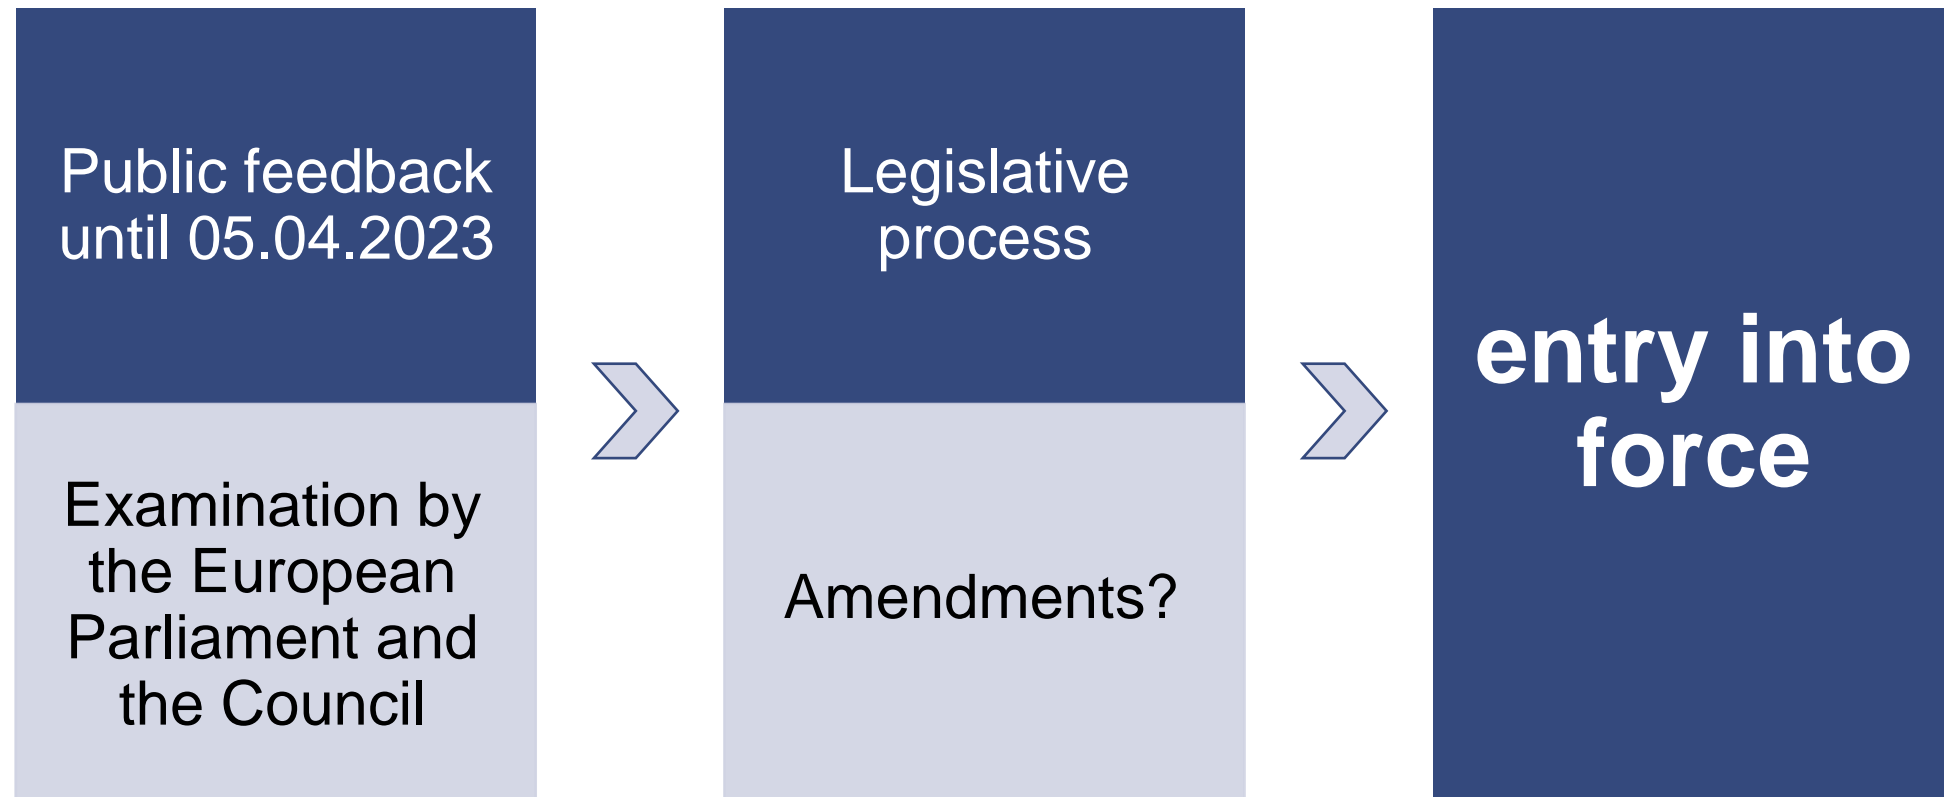 Public feedback
until 05.04.2023
Examination by
the European
Parliament and
the Council
Legislative
process
Amendments?
entry into
force